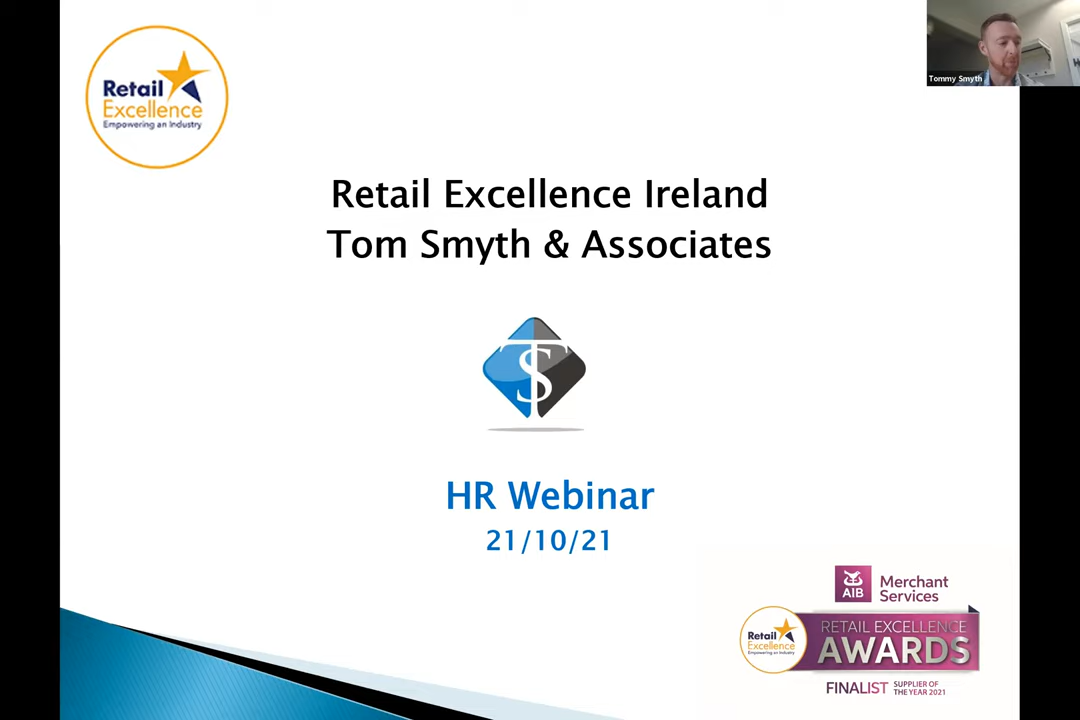 Retail
Excellence
Empowering an Industry
Tommy Smyth
Retail Excellence Ireland
Tom Smyth & Associates
TS
HR Webinar
21/10/21
AIB
Merchant
Services
Retail
Excellence
Empowering an Industry
RETAIL EXCELLENCE
AWARDS
FINALIST
SUPPLIER OF
THE YEAR 2021